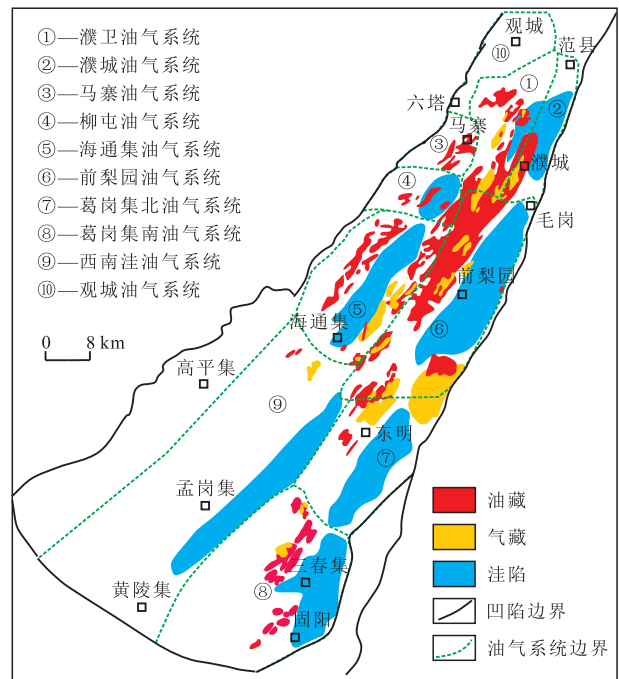 ①—濮卫油气系统
②—濮城油气系统
③—马寨油气系统
④—柳屯油气系统
⑤—海通集油气系统
⑥—前梨园油气系统
⑦—葛岗集北油气系统
⑧—葛岗集南油气系统
⑨—西南洼油气系统
⑩—观城油气系统
0 8 km
观城
⑩
范县
①
六塔
②
马寨
③
濮城
④
毛岗
前梨园
⑤
海通集
⑥
高平集
⑨
东明
⑦
孟岗集
三春集
⑧
黄陵集
固阳
油藏
气藏
洼陷
凹陷边界
油气系统边界